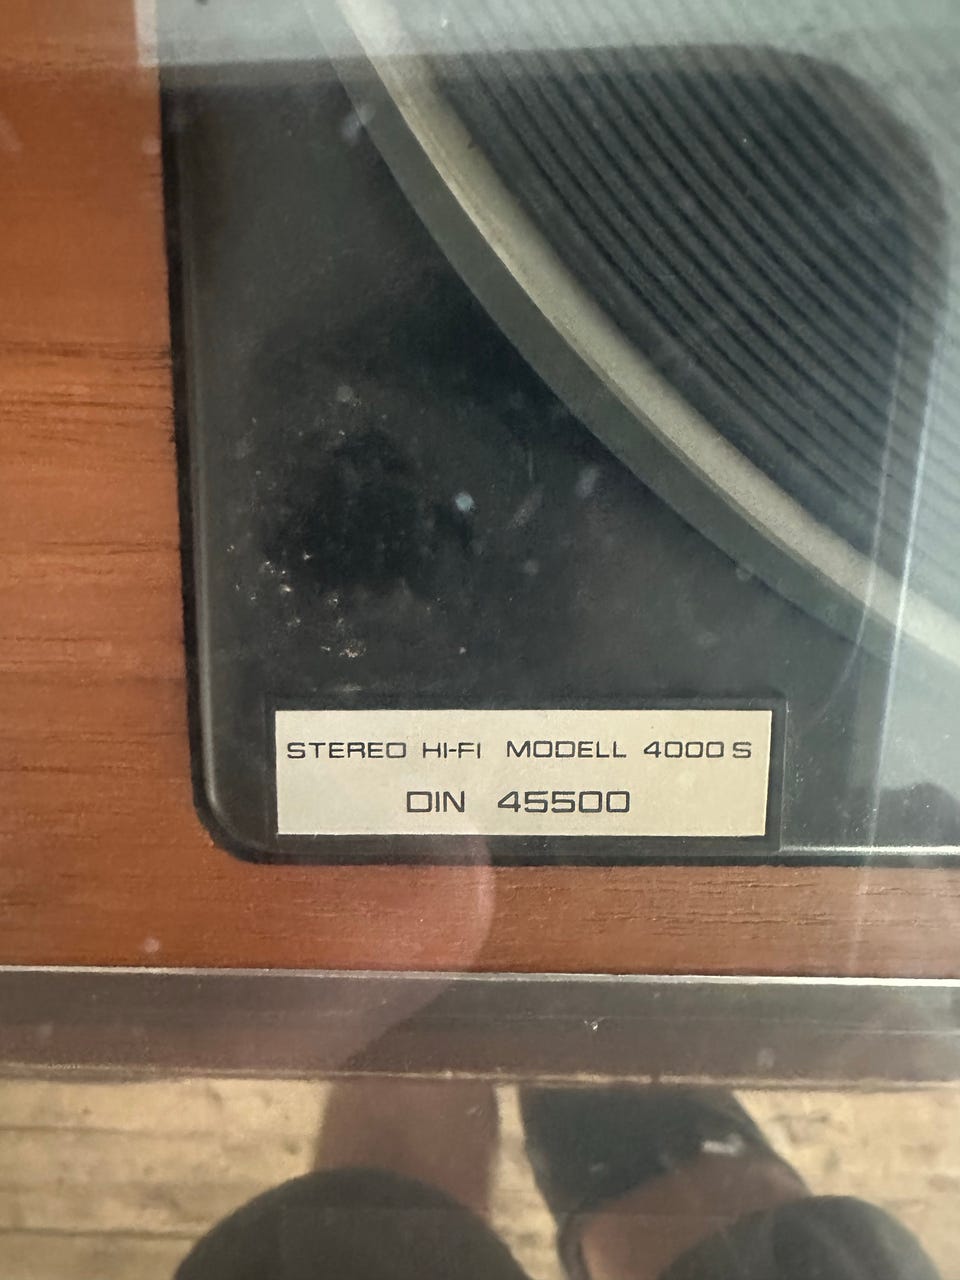 STEREO HI-FI MODELL 4000 S
DIN 45500